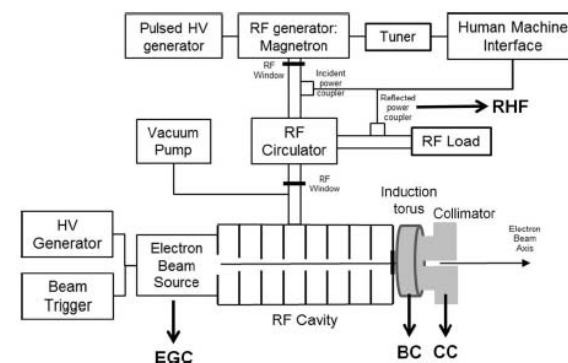 Pulsed HV
generator
RF generator:
Magnetron
Tuner
Human Machine
Interface
RF
Window
Incident
power
coupler
Reflected
power
coupler
RHF
Vacuum
Pump
RF
Circulator
RF Load
RF
Window
Induction
torus
Collimator
HV
Generator
Electron
Beam
Source
Electron
Beam
Axis
Beam
Trigger
RF Cavity
EGC
BC
CC